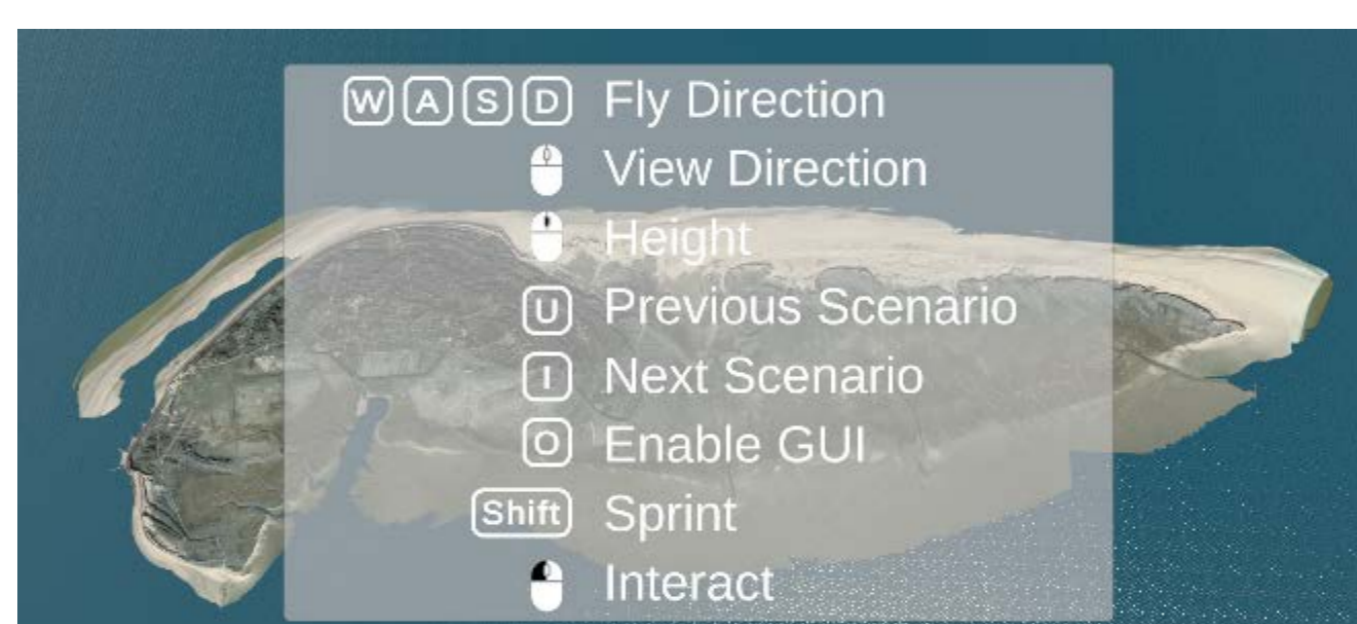 W A S D Fly Direction
View Direction
Height
U Previous Scenario
I Next Scenario
O Enable GUI
Shift Sprint
Interact